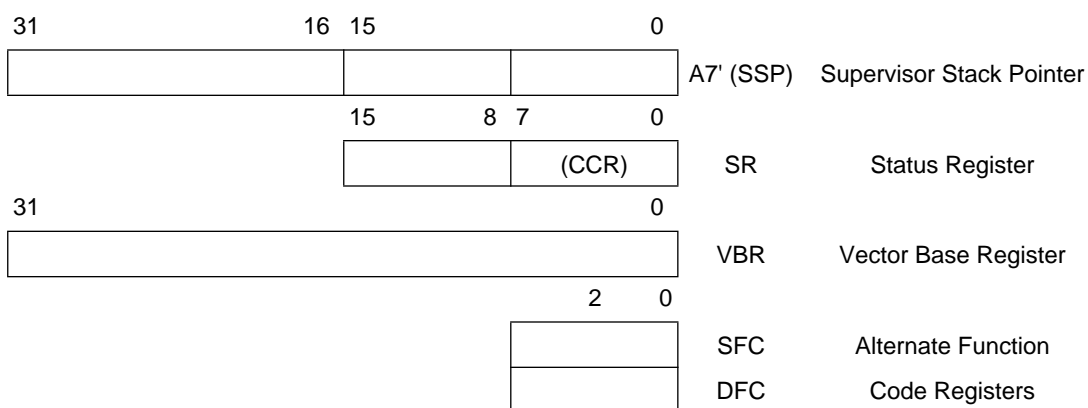 31 16 15 0
A7' (SSP) Supervisor Stack Pointer
15 8 7 0
(CCR) SR Status Register
31 0
VBR Vector Base Register
2 0
SFC Alternate Function
DFC Code Registers